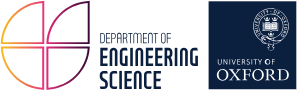 DEPARTMENT OF
ENGINEERING
SCIENCE
UNIVERSITY OF
OXFORD